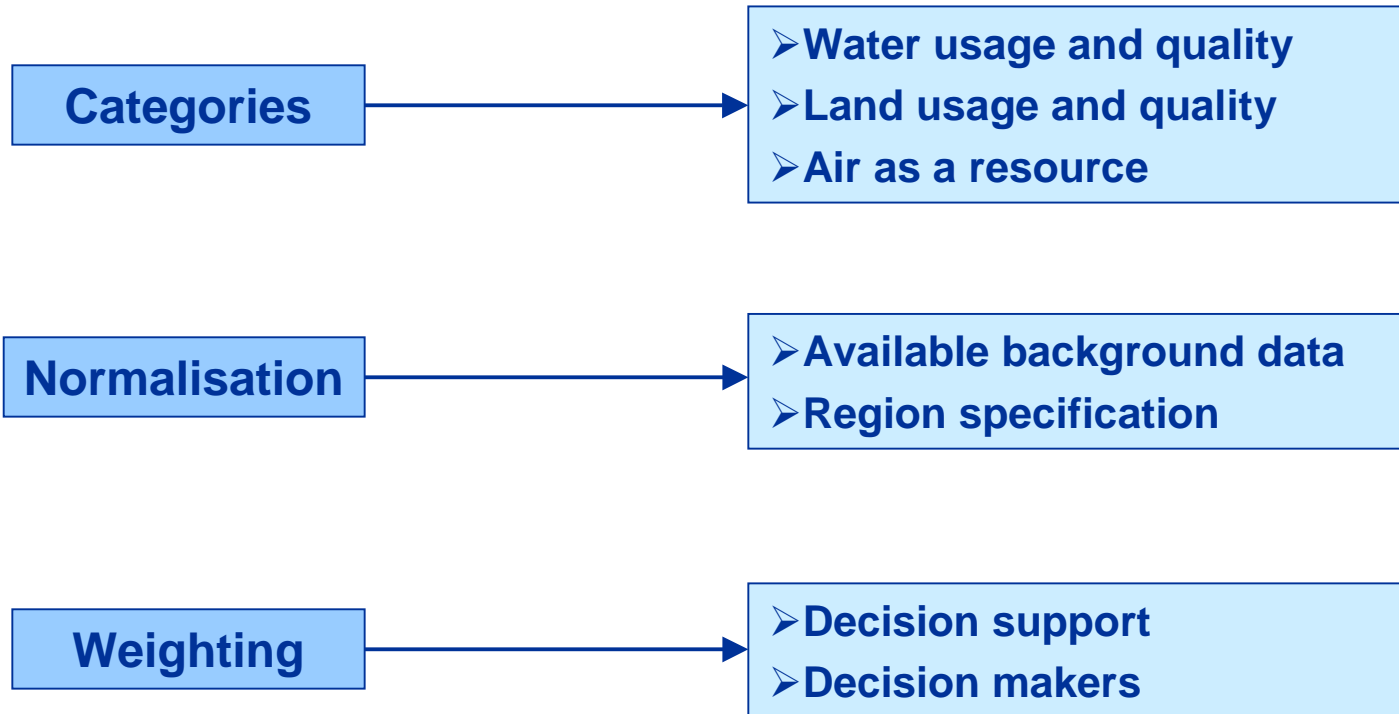 Categories
➢Water usage and quality
➢Land usage and quality
➢Air as a resource
Normalisation
➢Available background data
➢Region specification
Weighting
➢Decision support
➢Decision makers